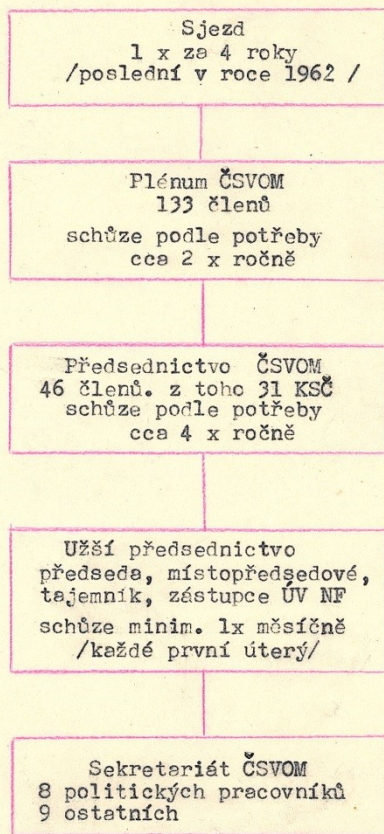 Sjezd
1 x za 4 roky
/poslední v roce 1962 /
Plénum ČSVOM
133 členů
schůze podle potřeby
cca 2 x ročně
Předsednictvo ČSVOM
46 členů. z toho 31 KSČ
schůze podle potřeby
cca 4 x ročně
Užší předsednictvo
předseda, místopředsedové,
tajemník, zástupce ÚV NF
schůze minim. 1x měsíčně
/každé první úterý/
Sekretariát ČSVOM
8 politických pracovníků
9 ostatních